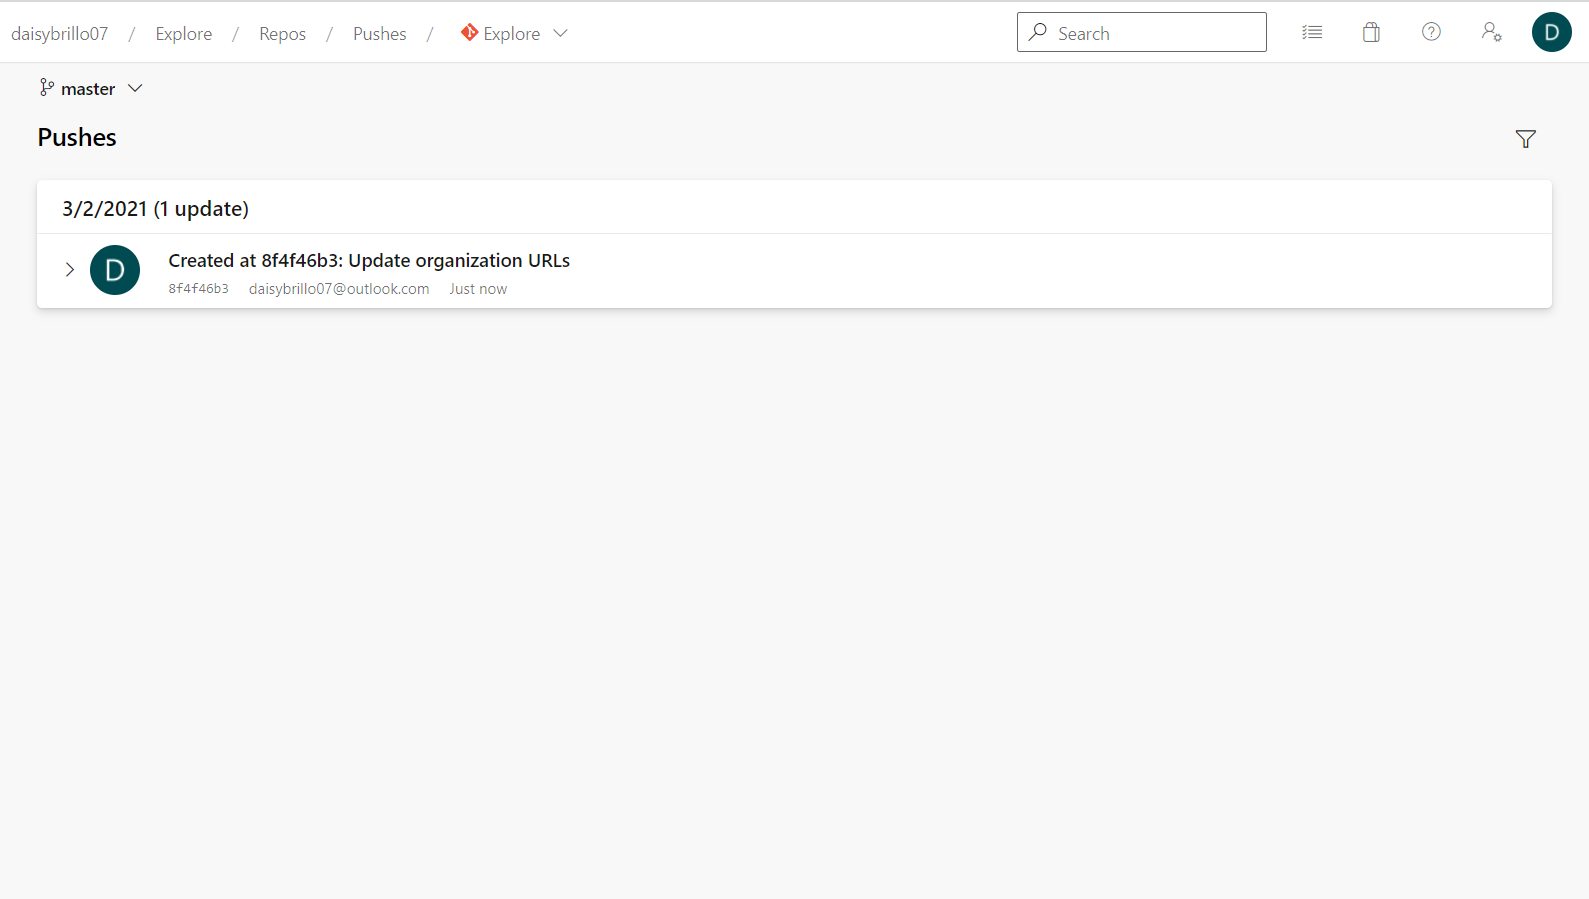 daisybrillo07 / Explore / Repos / Pushes / Explore
Search
D
master
Pushes
3/2/2021 (1 update)
D
Created at 8f4f46b3: Update organization URLs
8f4f46b3 daisybrillo07@outlook.com Just now